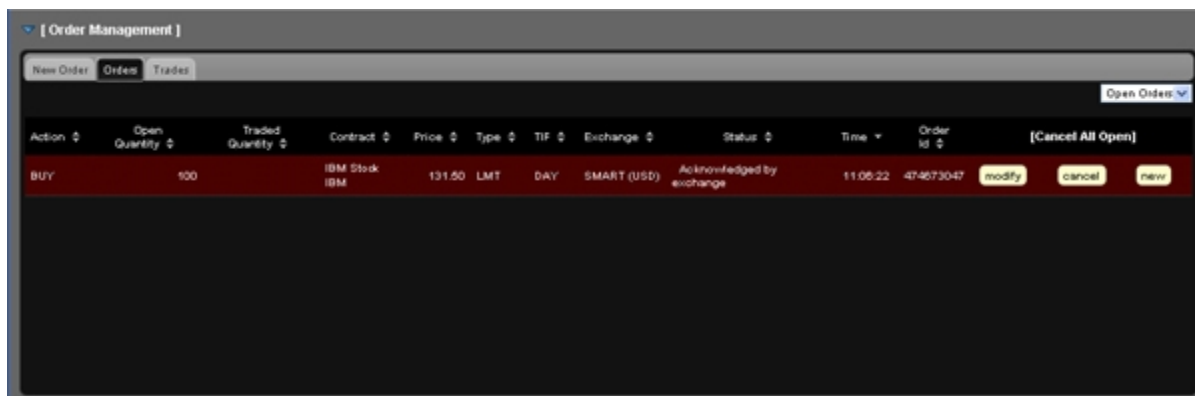 [ Order Management ]
New Order Orders Trades
Open Orders
Action Open Quantity Traded Quantity Contract Price Type TIF Exchange Status Time Order Id [Cancel All Open]
BUY 100 IBM Stock IBM 131.50 LMT DAY SMART (USD) Acknowledged by exchange 11:06:22 474673047 modify cancel new